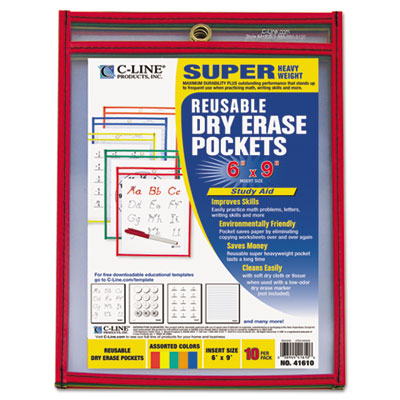 C-LINE
PRODUCTS, INC.
SUPER HEAVY WEIGHT
MAXIMUM DURABILITY PLUS outstanding performance that stands up
to frequent use when practicing math, writing skills and more.
REUSABLE
DRY ERASE
POCKETS
6" x 9"
INSERT SIZE
Study Aid
Improves Skills
Easily practice math problems, letters,
writing skills and more
Environmentally Friendly
Pocket saves paper by eliminating
copying worksheets over and over again
Saves Money
Reusable super heavyweight pocket
lasts a long time
Cleans Easily
with soft dry cloth or tissue
when used with a low-odor
dry erase marker
(not included)
Aa Bb Cc
For free downloadable educational templates
go to C-Line.com/template
and many more!
REUSABLE
DRY ERASE POCKETS
ASSORTED COLORS
INSERT SIZE
6" x 9"
10 PER PACK
NO. 41610